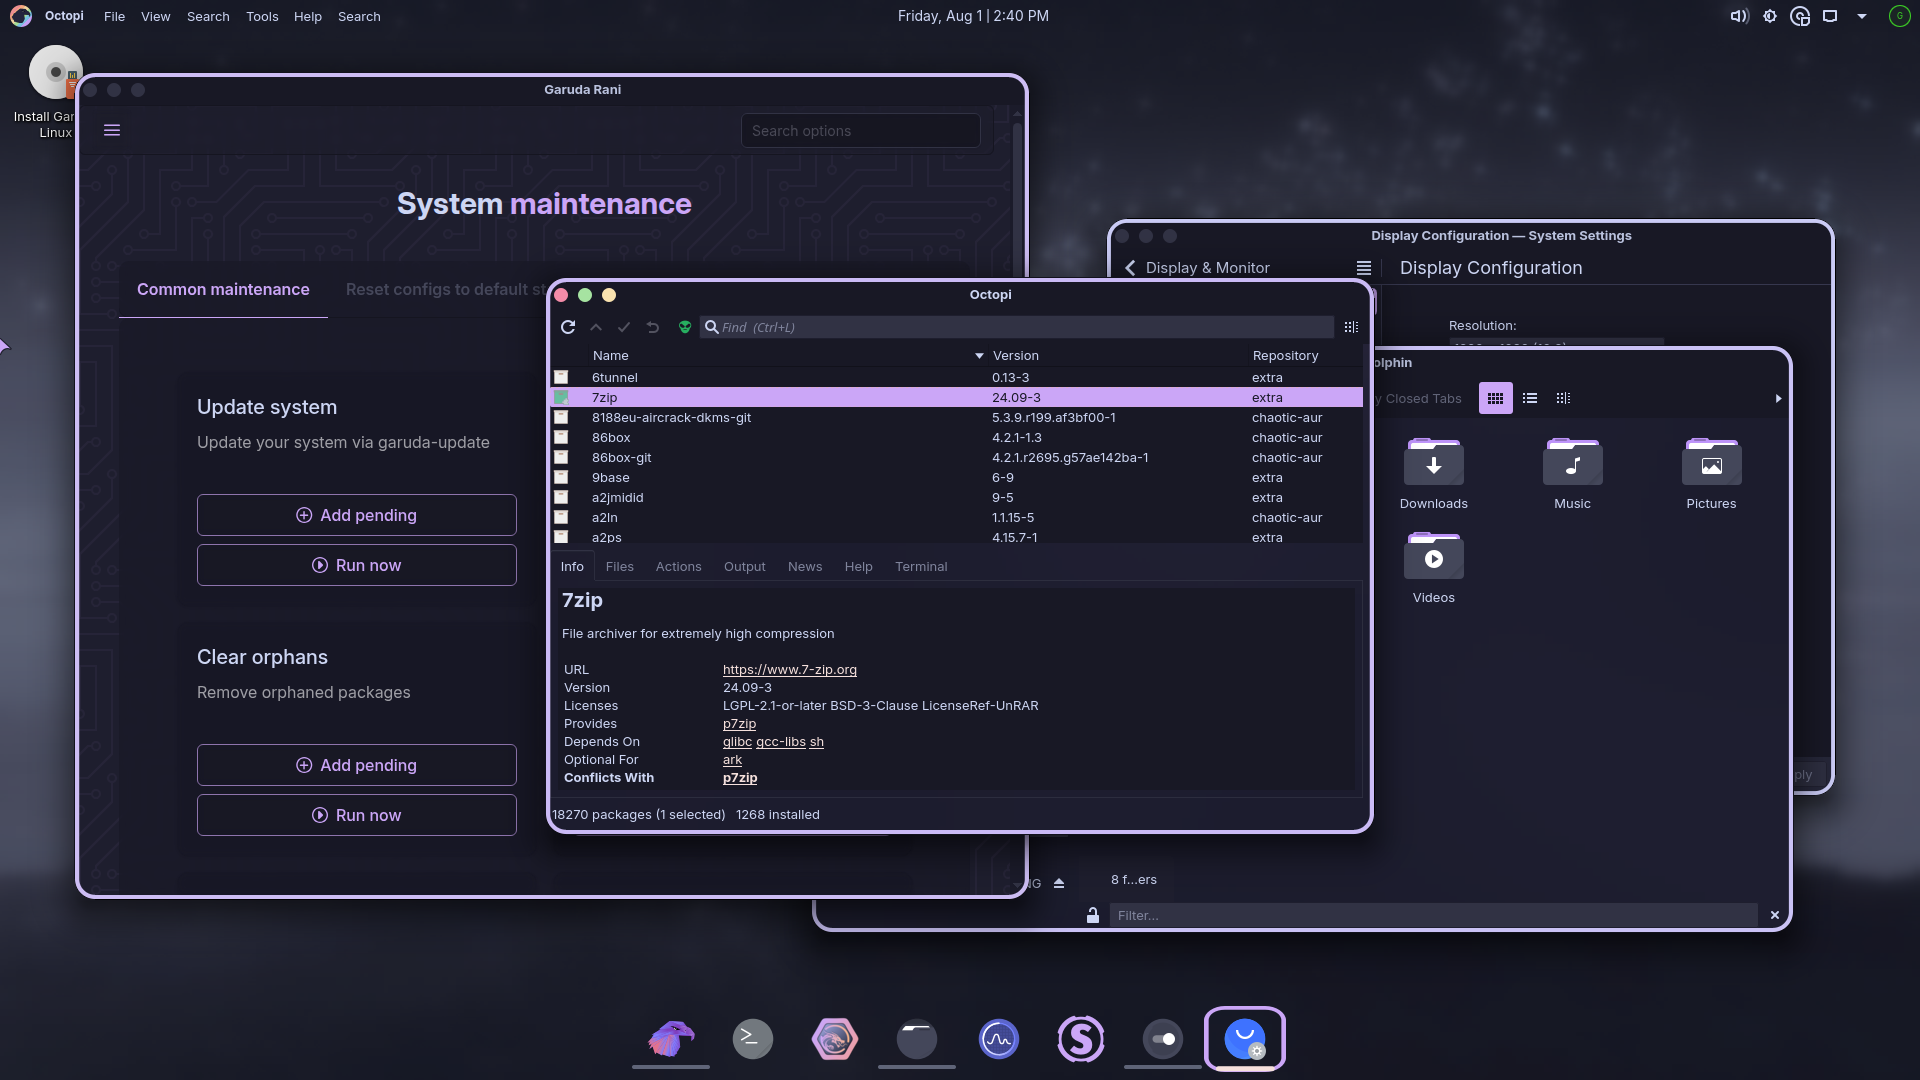 Octopi File View Search Tools Help Search
Friday, Aug 1 | 2:40 PM
G
Install Gar
Linux
Garuda Rani
Search options
System maintenance
Common maintenance Reset configs to default st
Update system
Update your system via garuda-update
Add pending
Run now
Clear orphans
Remove orphaned packages
Add pending
Run now
Display Configuration — System Settings
Display & Monitor
Display Configuration
Resolution:
Octopi
Find (Ctrl+L)
Name Version Repository
6tunnel 0.13-3 extra
7zip 24.09-3 extra
8188eu-aircrack-dkms-git 5.3.9.r199.af3bf00-1 chaotic-aur
86box 4.2.1-1.3 chaotic-aur
86box-git 4.2.1.r2695.g57ae142ba-1 chaotic-aur
9base 6-9 extra
a2jmidid 9-5 extra
a2ln 1.1.15-5 chaotic-aur
a2ps 4.15.7-1 extra
Info Files Actions Output News Help Terminal
7zip
File archiver for extremely high compression
URL https://www.7-zip.org
Version 24.09-3
Licenses LGPL-2.1-or-later BSD-3-Clause LicenseRef-UnRAR
Provides p7zip
Depends On glibc gcc-libs sh
Optional For ark
Conflicts With p7zip
18270 packages (1 selected) 1268 installed
olphin
y Closed Tabs
Downloads
Music
Pictures
Videos
ply
NG
8 f...ers
Filter...